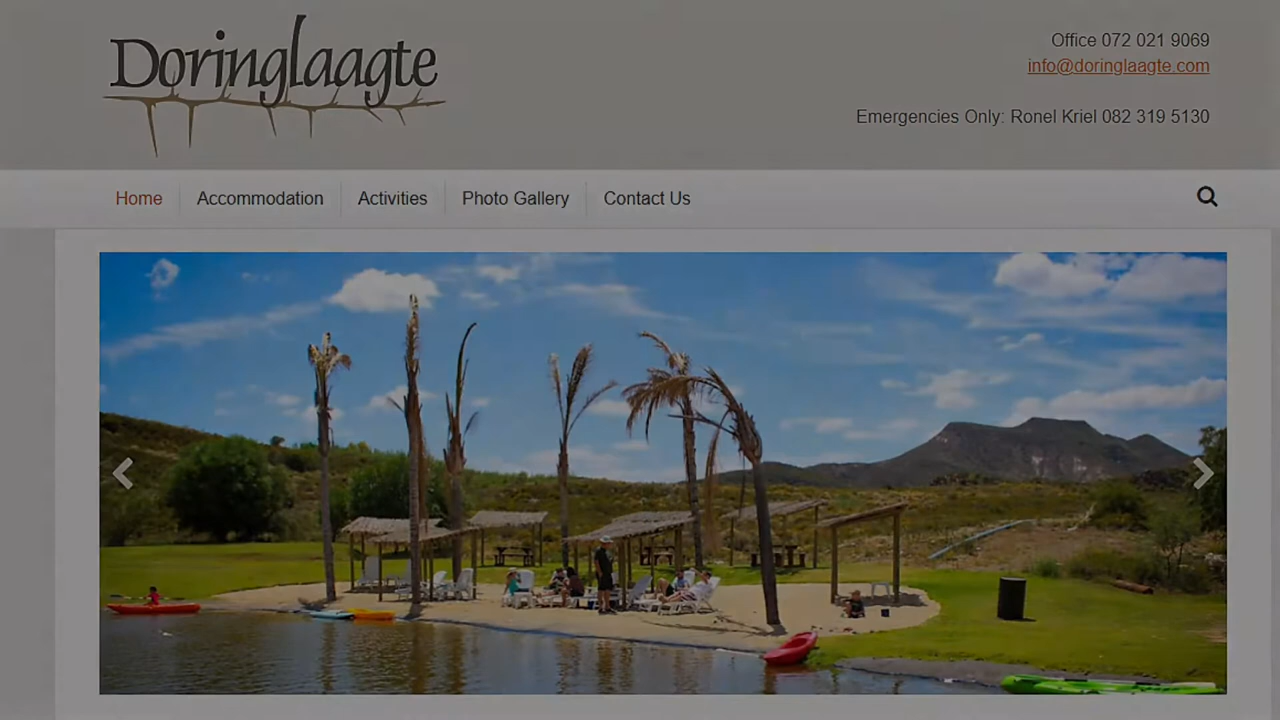 Doringlaagte
Office 072 021 9069
info@doringlaagte.com
Emergencies Only: Ronel Kriel 082 319 5130
Home
Accommodation
Activities
Photo Gallery
Contact Us